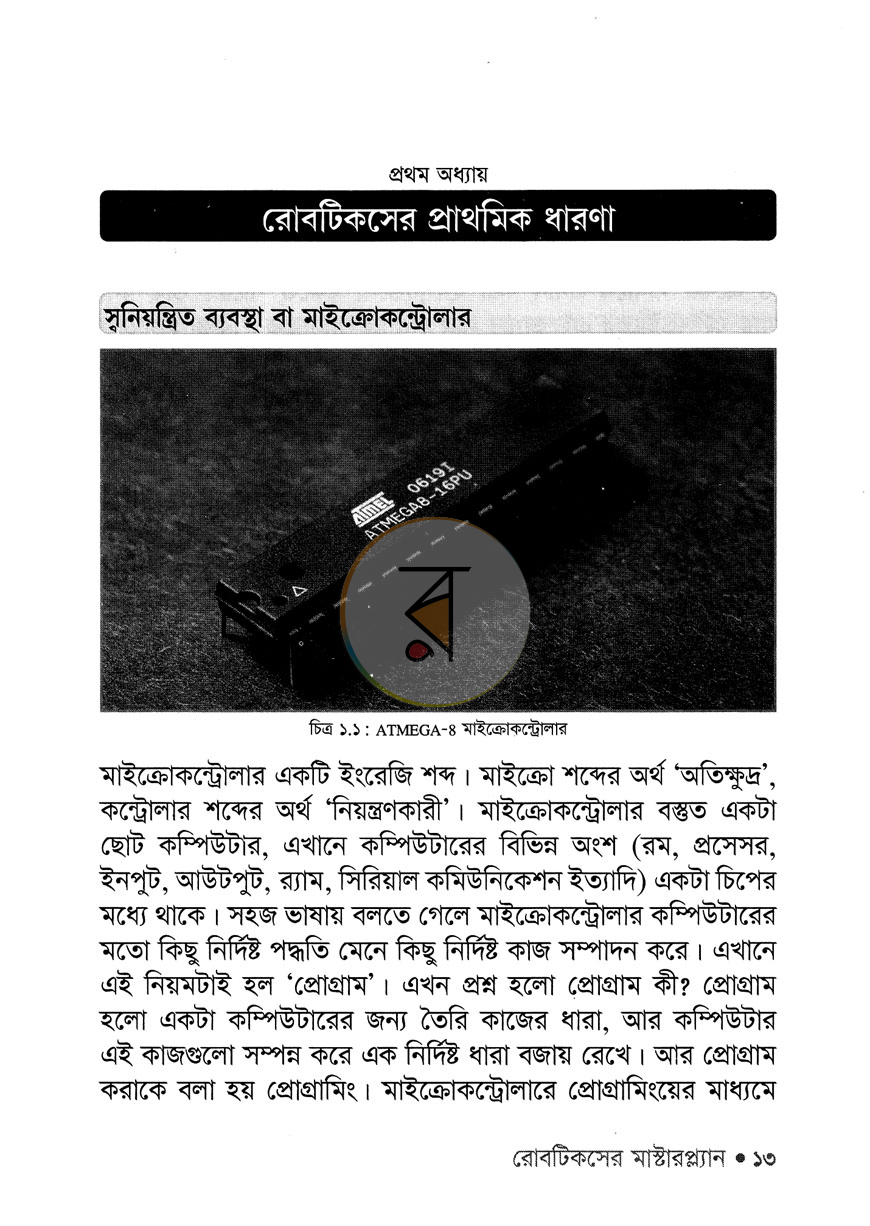 প্রথম অধ্যায়
রোবটিকসের প্রাথমিক ধারণা
স্বনিয়ন্ত্রিত ব্যবস্থা বা মাইক্রোকন্ট্রোলার
ATMEL 0619I
ATMEGA8-16PU
র
চিত্র ১.১ : ATMEGA-8 মাইক্রোকন্ট্রোলার
মাইক্রোকন্ট্রোলার একটি ইংরেজি শব্দ। মাইক্রো শব্দের অর্থ ‘অতিক্ষুদ্র’,
কন্ট্রোলার শব্দের অর্থ ‘নিয়ন্ত্রণকারী’। মাইক্রোকন্ট্রোলার বস্তুত একটা
ছোট কম্পিউটার, এখানে কম্পিউটারের বিভিন্ন অংশ (রম, প্রসেসর,
ইনপুট, আউটপুট, র‍্যাম, সিরিয়াল কমিউনিকেশন ইত্যাদি) একটা চিপের
মধ্যে থাকে। সহজ ভাষায় বলতে গেলে মাইক্রোকন্ট্রোলার কম্পিউটারের
মতো কিছু নির্দিষ্ট পদ্ধতি মেনে কিছু নির্দিষ্ট কাজ সম্পাদন করে। এখানে
এই নিয়মটাই হল ‘প্রোগ্রাম’। এখন প্রশ্ন হলো প্রোগ্রাম কী? প্রোগ্রাম
হলো একটা কম্পিউটারের জন্য তৈরি কাজের ধারা, আর কম্পিউটার
এই কাজগুলো সম্পন্ন করে এক নির্দিষ্ট ধারা বজায় রেখে। আর প্রোগ্রাম
করাকে বলা হয় প্রোগ্রামিং। মাইক্রোকন্ট্রোলারে প্রোগ্রামিংয়ের মাধ্যমে
রোবটিকসের মাস্টারপ্ল্যান ● ১৩